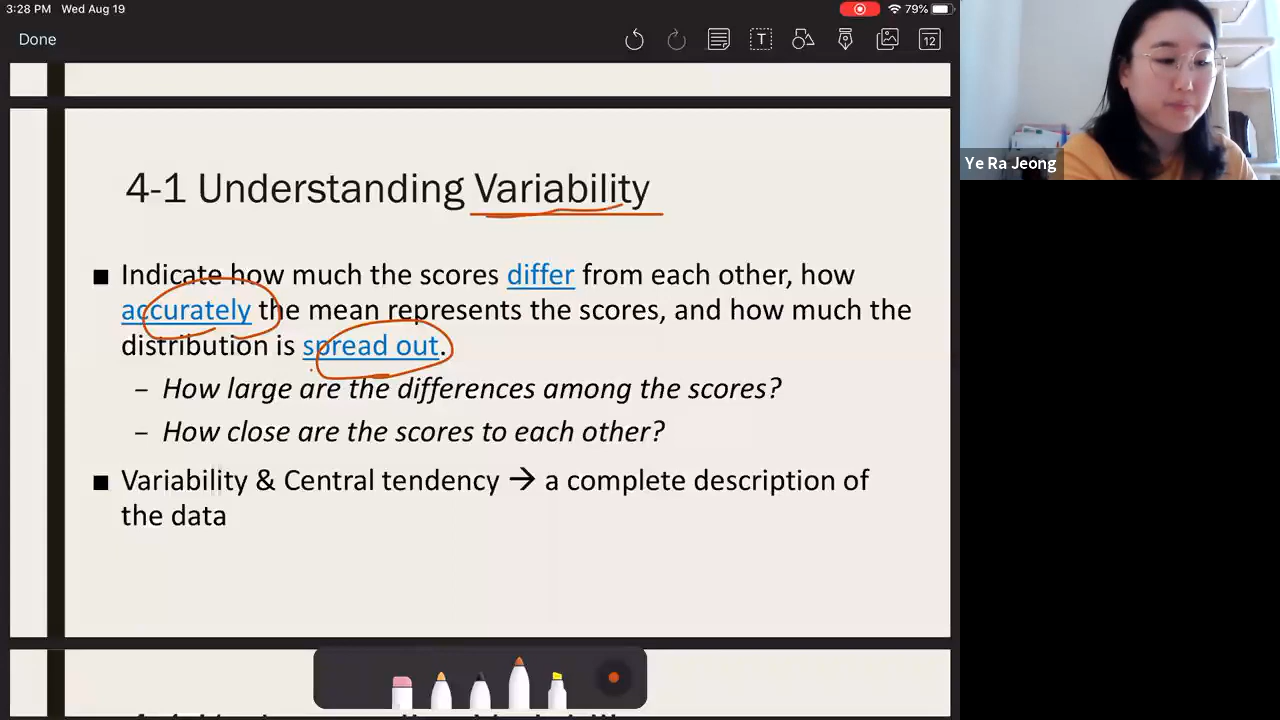 3:28 PM Wed Aug 19
79%
Done
12
4-1 Understanding Variability
■ Indicate how much the scores differ from each other, how
accurately the mean represents the scores, and how much the
distribution is spread out.
– How large are the differences among the scores?
– How close are the scores to each other?
■ Variability & Central tendency → a complete description of
the data
Ye Ra Jeong